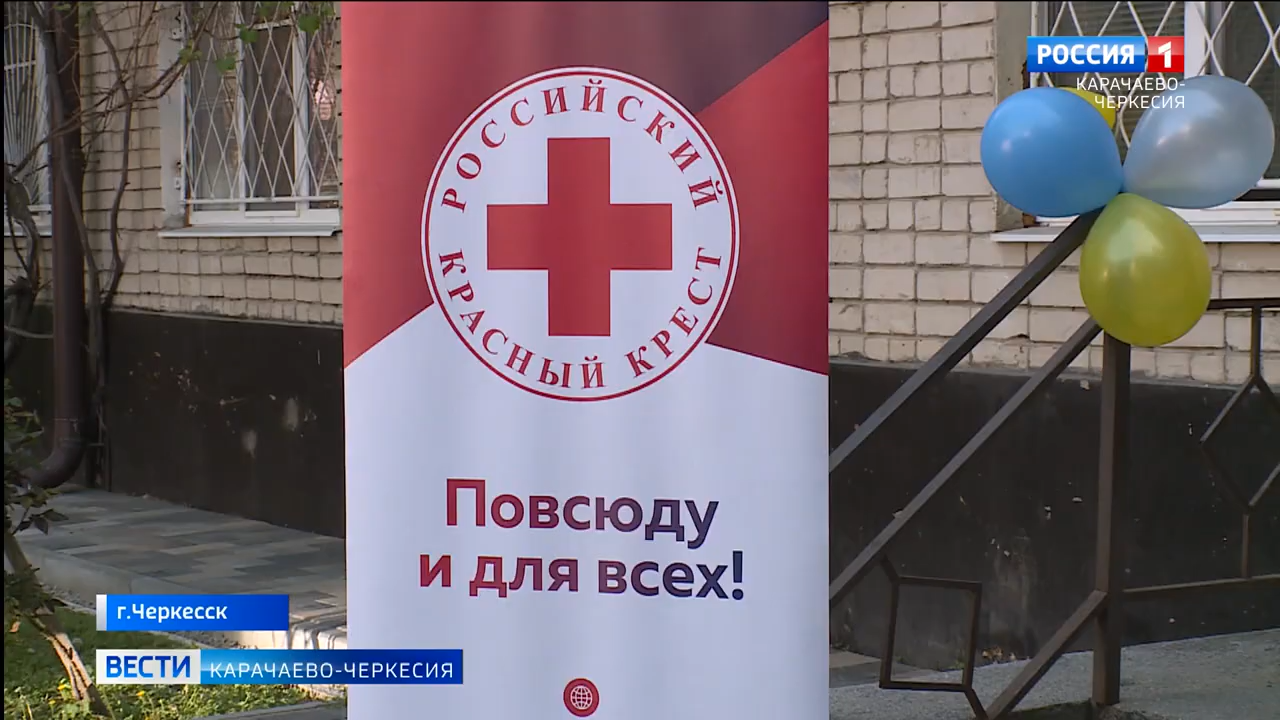 РОССИЯ 1
КАРАЧАЕВО-
ЧЕРКЕСИЯ
РОССИЙСКИЙ
КРАСНЫЙ КРЕСТ
Повсюду
и для всех!
г.Черкесск
ВЕСТИ КАРАЧАЕВО-ЧЕРКЕСИЯ